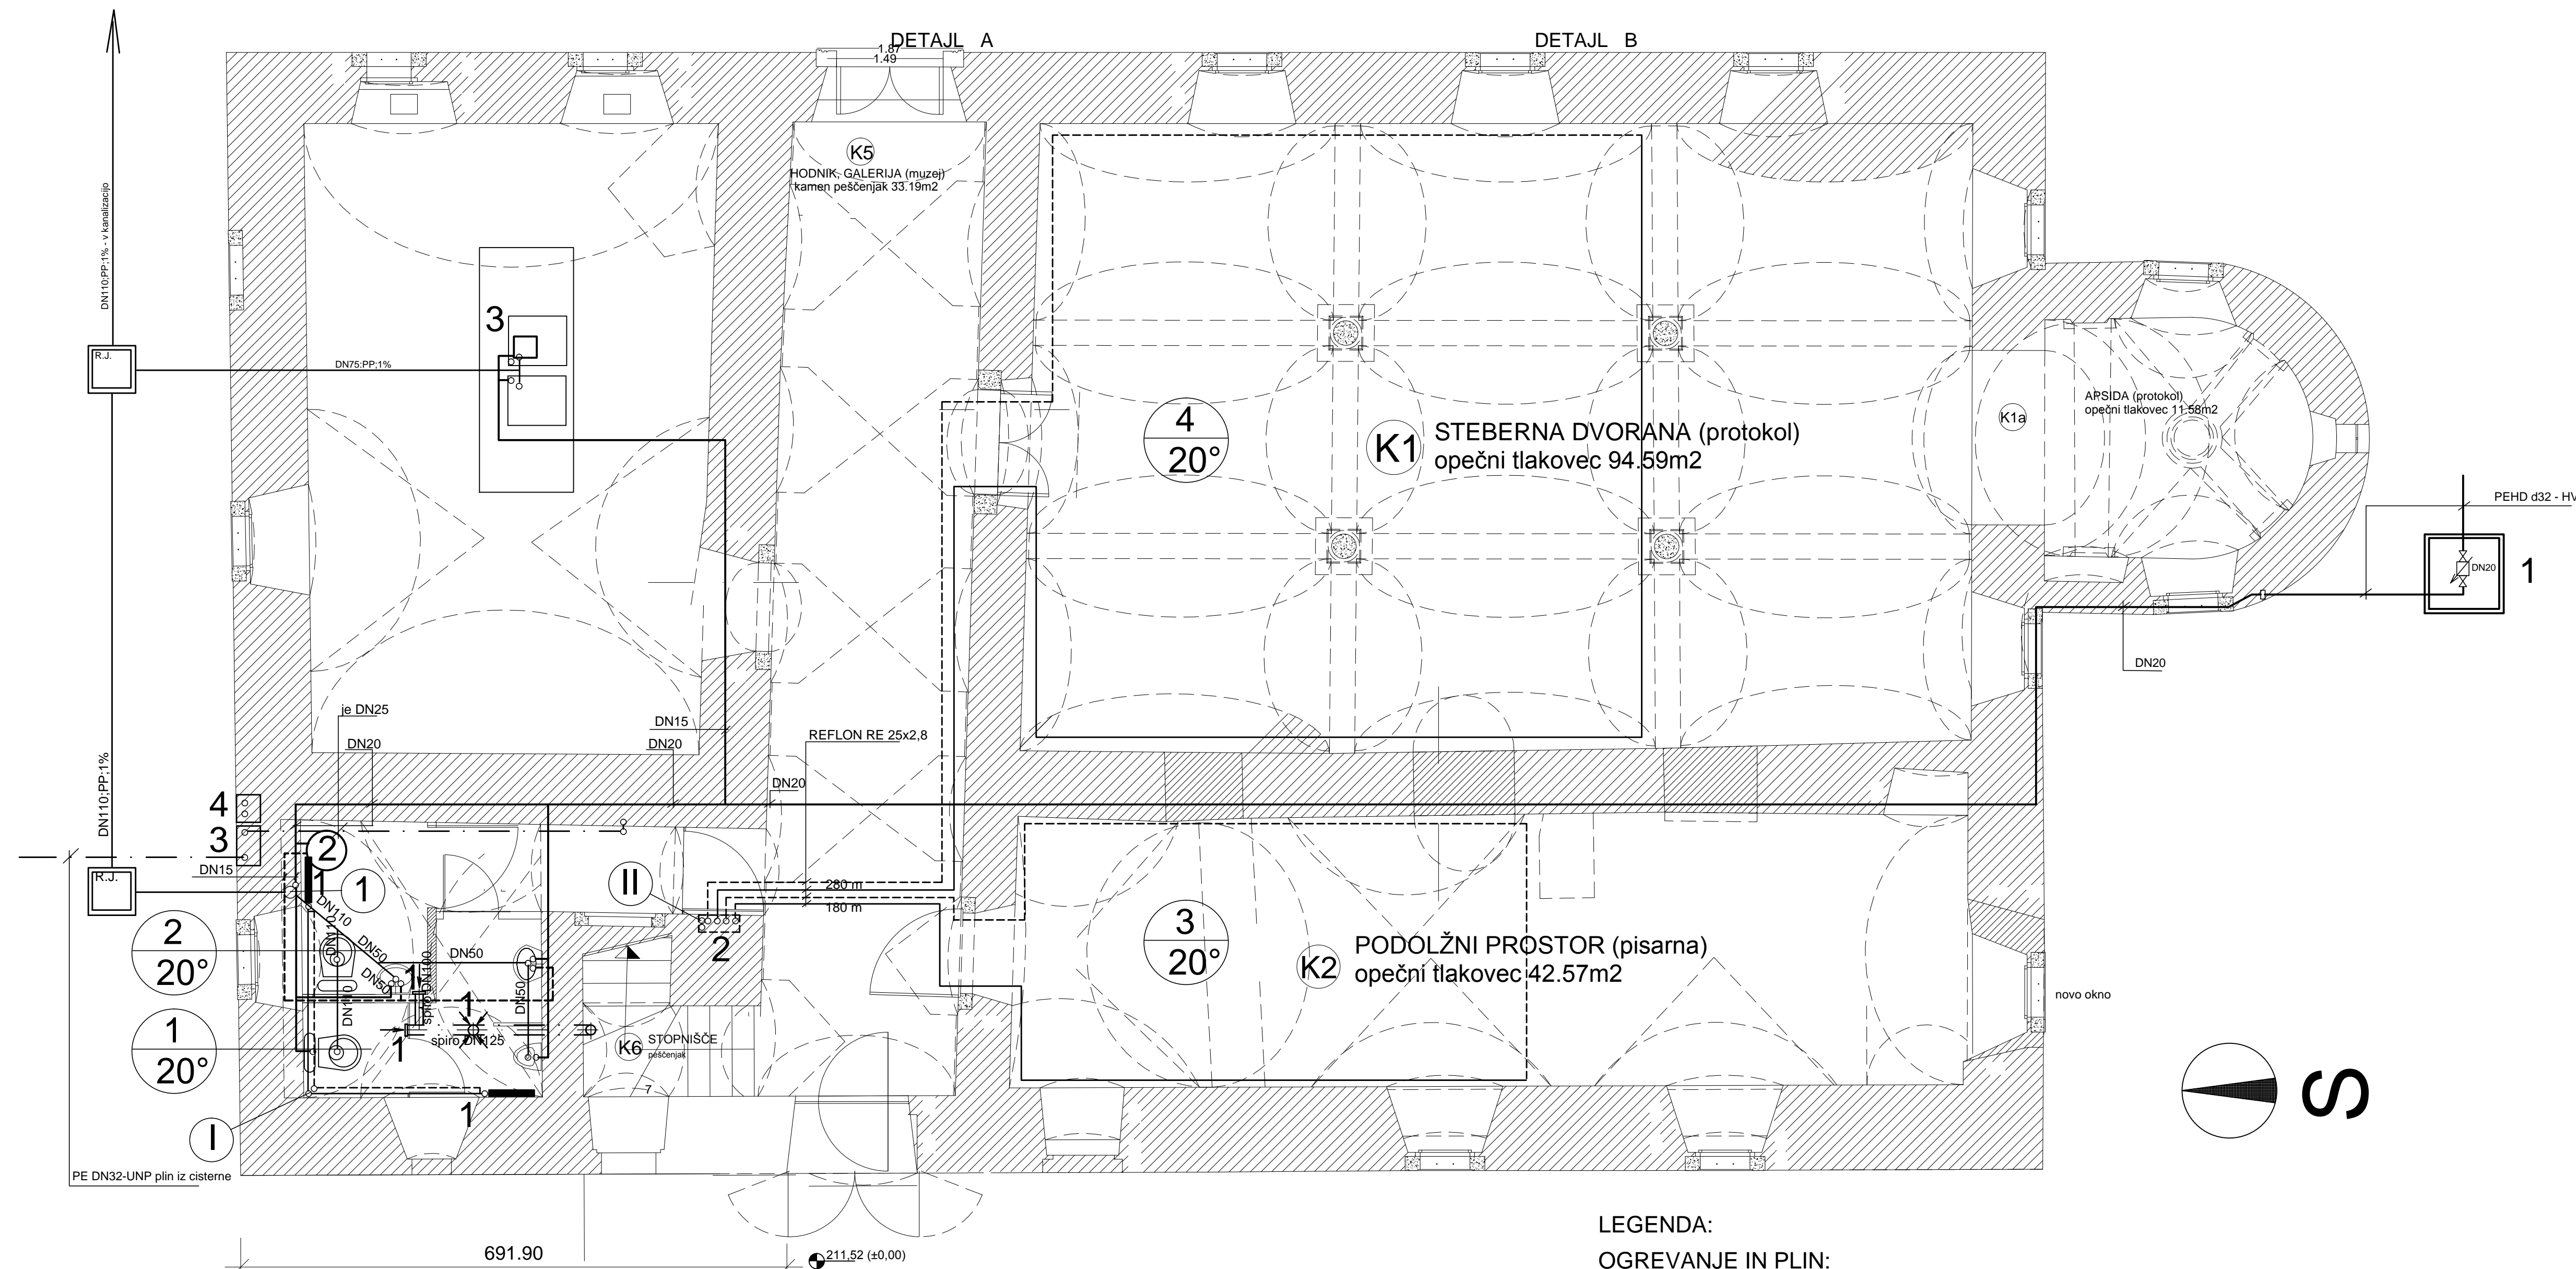 DETAJL A
1.87
1.49
DETAJL B
K5
HODNIK, GALERIJA (muzej)
kamen peščenjak 33.19m2
DN110;PP;1% - v kanalizacijo
R.J.
DN75:PP;1%
3
4
20°
K1
STEBERNA DVORANA (protokol)
opečni tlakovec 94.59m2
K1a
APSIDA (protokol)
opečni tlakovec 11.58m2
PEHD d32 - HV
DN20
1
DN20
je DN25
DN20
DN15
DN20
REFLON RE 25x2,8
DN20
DN110;PP;1%
4
3
2
DN15
R.J.
1
1
DN110
II
280 m
180 m
2
2
20°
DN110
DN50
DN50
DN50
1
spiro DN100
DN50
3
20°
K2
PODOLŽNI PROSTOR (pisarna)
opečni tlakovec 42.57m2
novo okno
1
20°
DN110
1
1
spiro DN125
K6
STOPNIŠČE
peščenjak
7
1
I
S
PE DN32-UNP plin iz cisterne
691.90
211,52 (±0,00)
LEGENDA:
OGREVANJE IN PLIN: